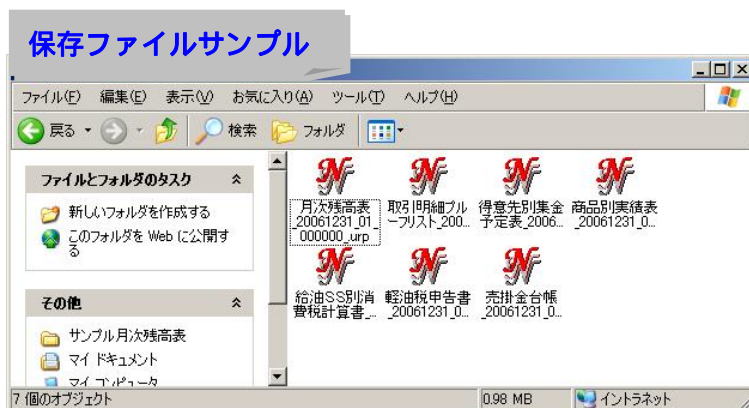 保存ファイルサンプル
ファイル(F) 編集(E) 表示(V) お気に入り(A) ツール(T) ヘルプ(H)
戻る 検索 フォルダ
ファイルとフォルダのタスク
新しいフォルダを作成する
このフォルダを Web に公開す
る
その他
サンプル月次残高表
マイ ドキュメント
マイ コンピュータ
月次残高表
_20061231_01_
000000_urp
取引明細プル
ーフリスト_200...
得意先別集金
予定表_2006...
商品別実績表
_20061231_0...
給油SS別消
費税計算書_...
軽油税申告書
_20061231_0...
売掛金台帳
_20061231_0...
7 個のオブジェクト 0.98 MB イントラネット